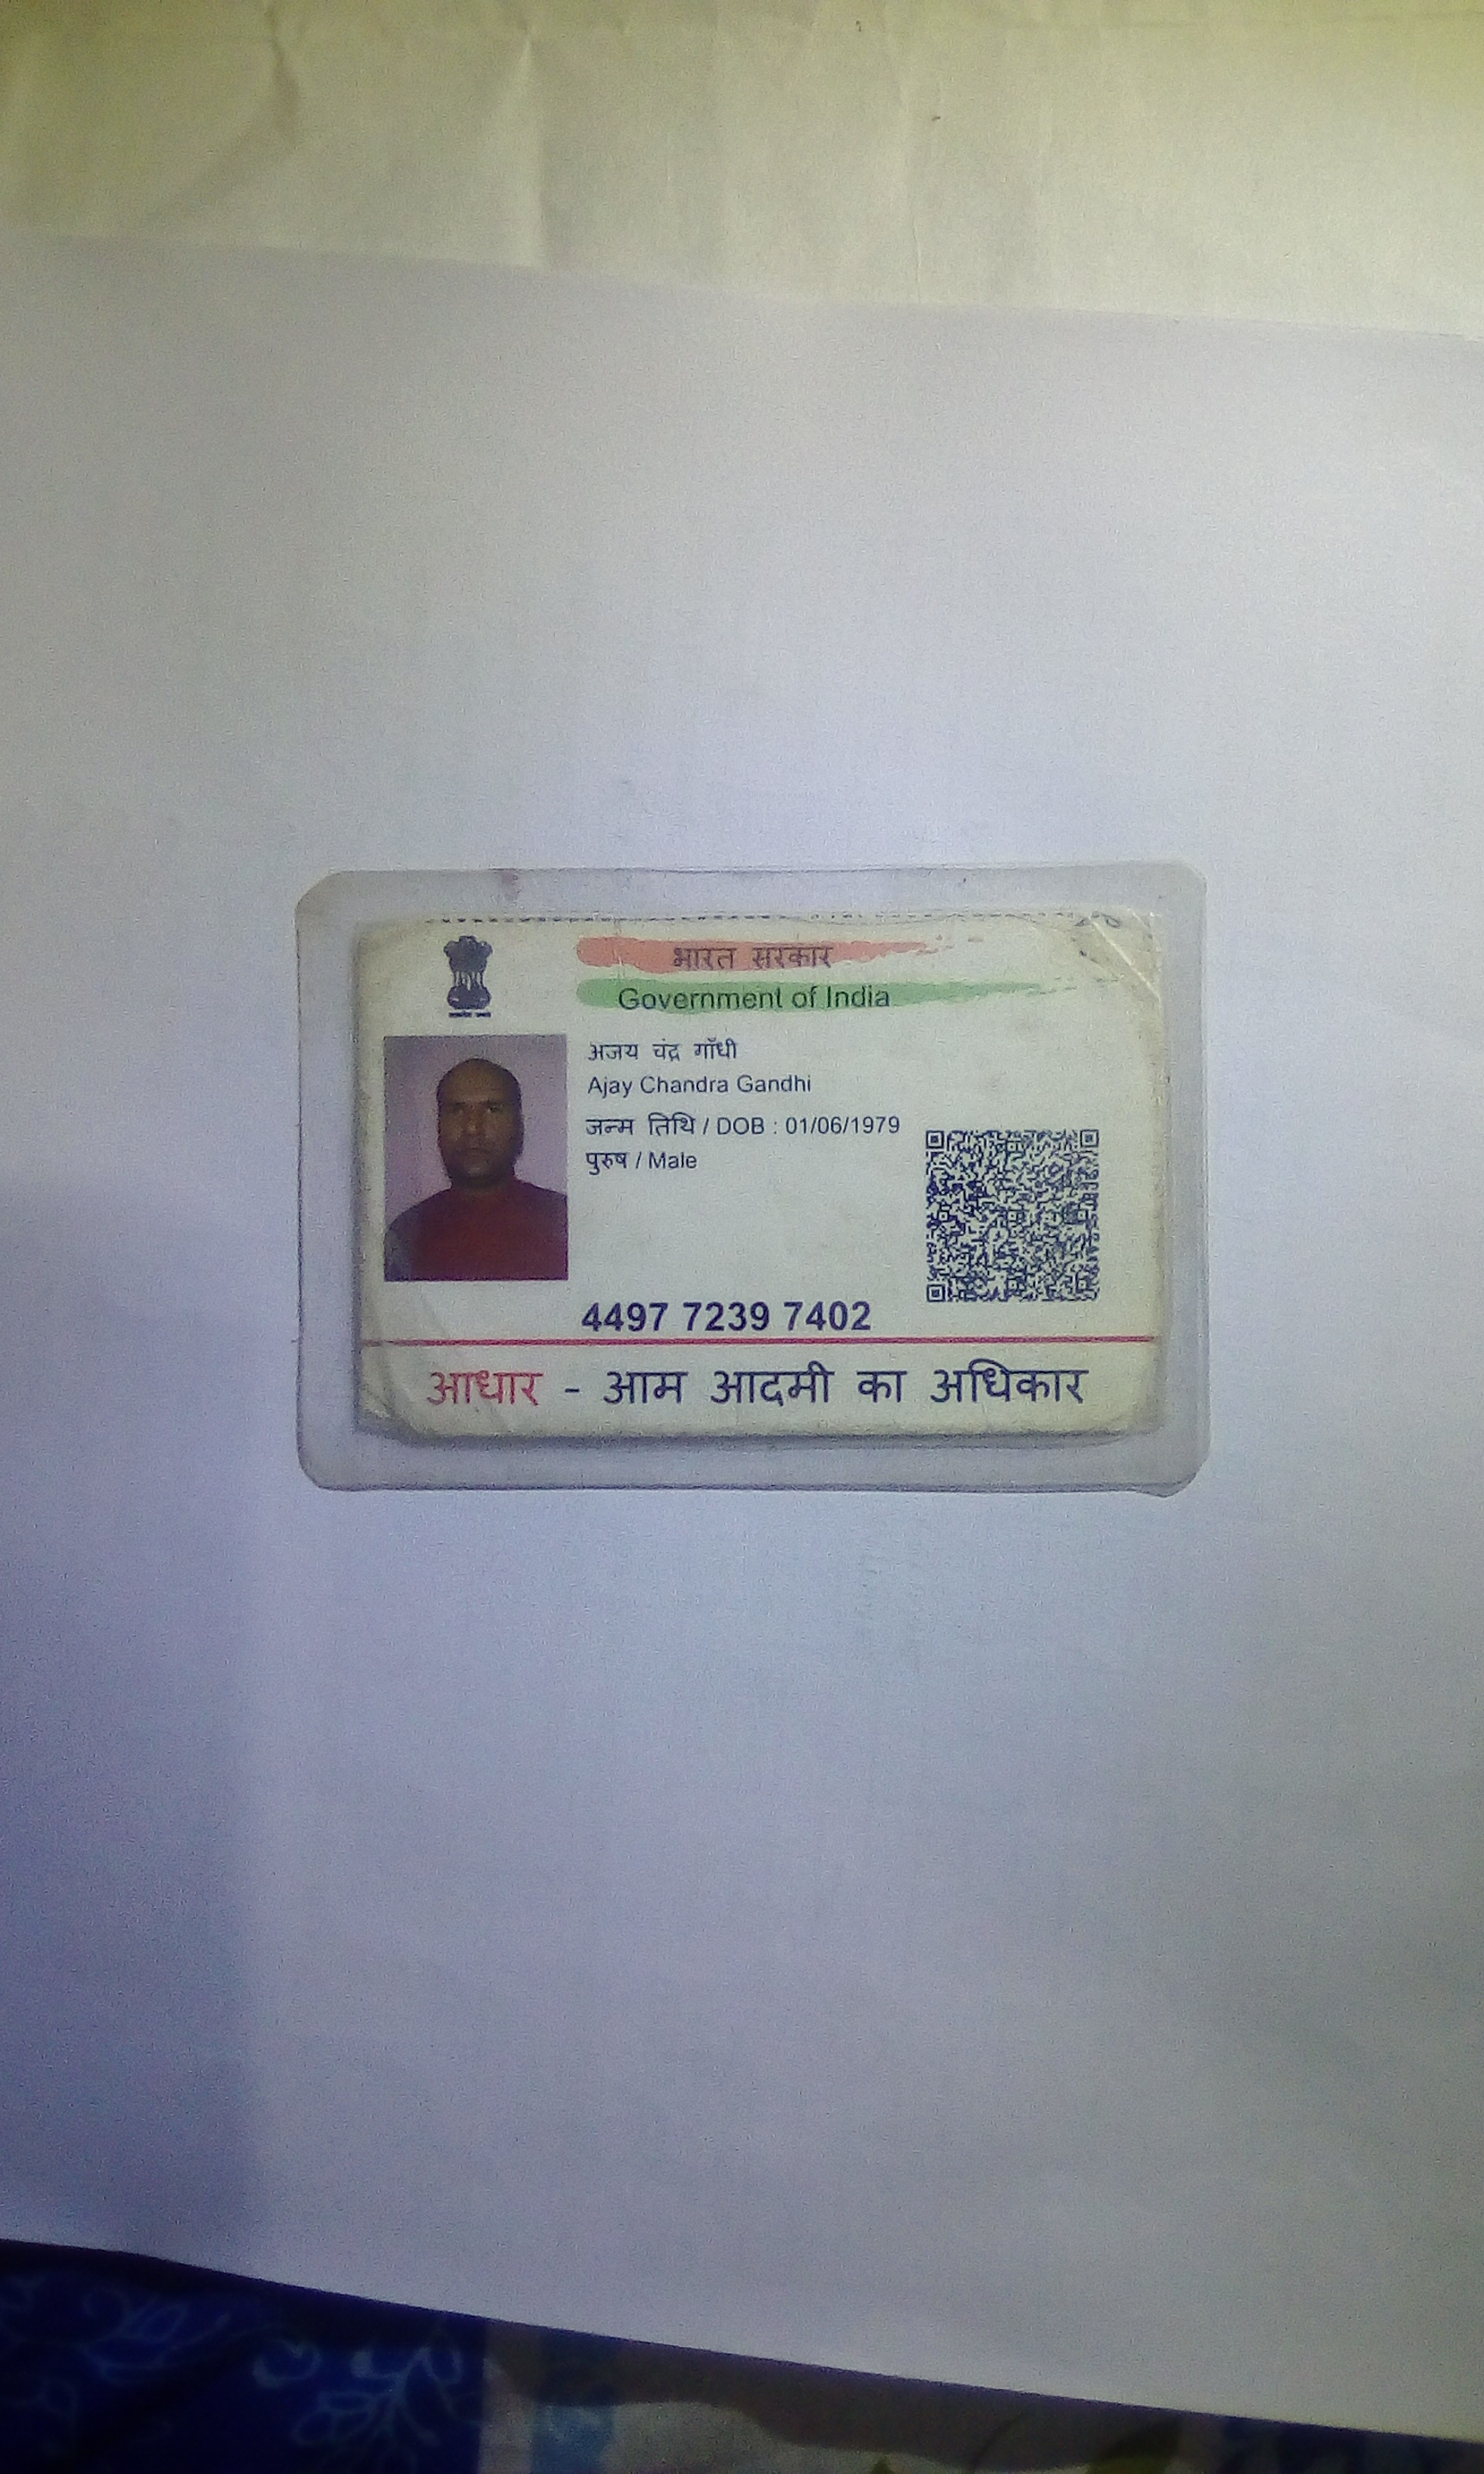 भारत सरकार
Government of India
अजय चंद्र गाँधी
Ajay Chandra Gandhi
जन्म तिथि / DOB : 01/06/1979
पुरुष / Male
4497 7239 7402
आधार - आम आदमी का अधिकार